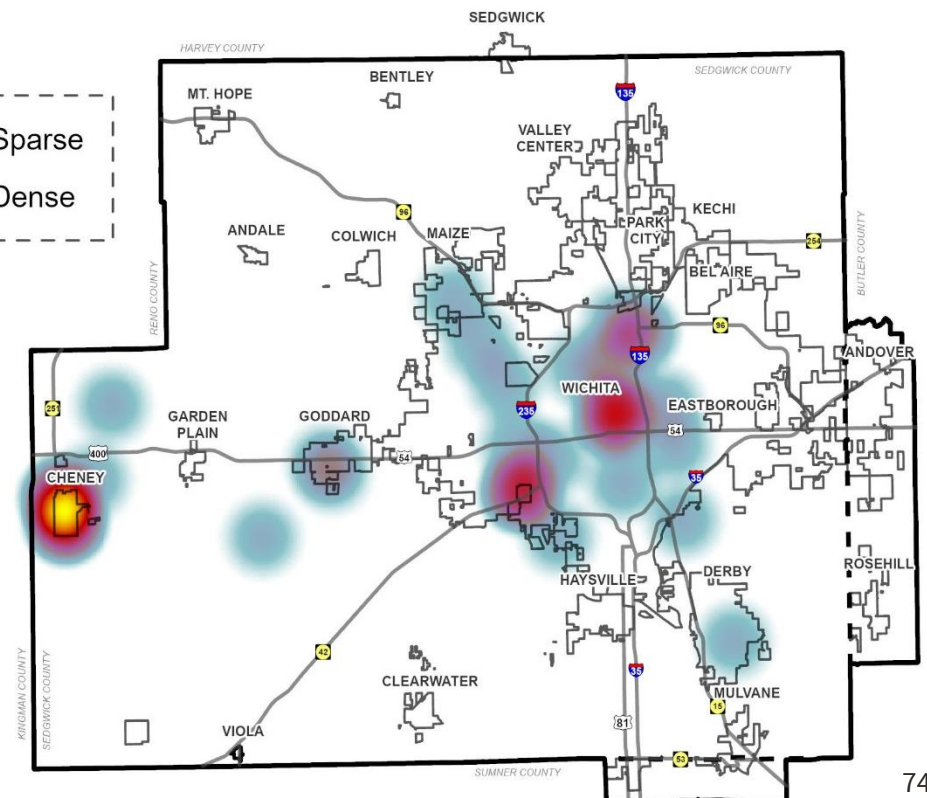 SEDGWICK
HARVEY COUNTY
SEDGWICK COUNTY
BENTLEY
MT. HOPE
135
Sparse
Dense
VALLEY
CENTER
96
KECHI
PARK
CITY
ANDALE
COLWICH
MAIZE
254
BEL AIRE
RENO COUNTY
BUTLER COUNTY
96
135
ANDOVER
WICHITA
251
GARDEN
PLAIN
GODDARD
235
EASTBOROUGH
54
400
54
CHENEY
35
HAYSVILLE
DERBY
ROSEHILL
KINGMAN COUNTY
SEDGWICK COUNTY
42
35
CLEARWATER
MULVANE
15
VIOLA
81
53
SUMNER COUNTY
74